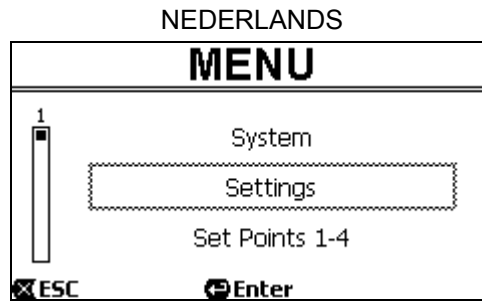 NEDERLANDS
MENU
1
System
Settings
Set Points 1-4
ESC Enter